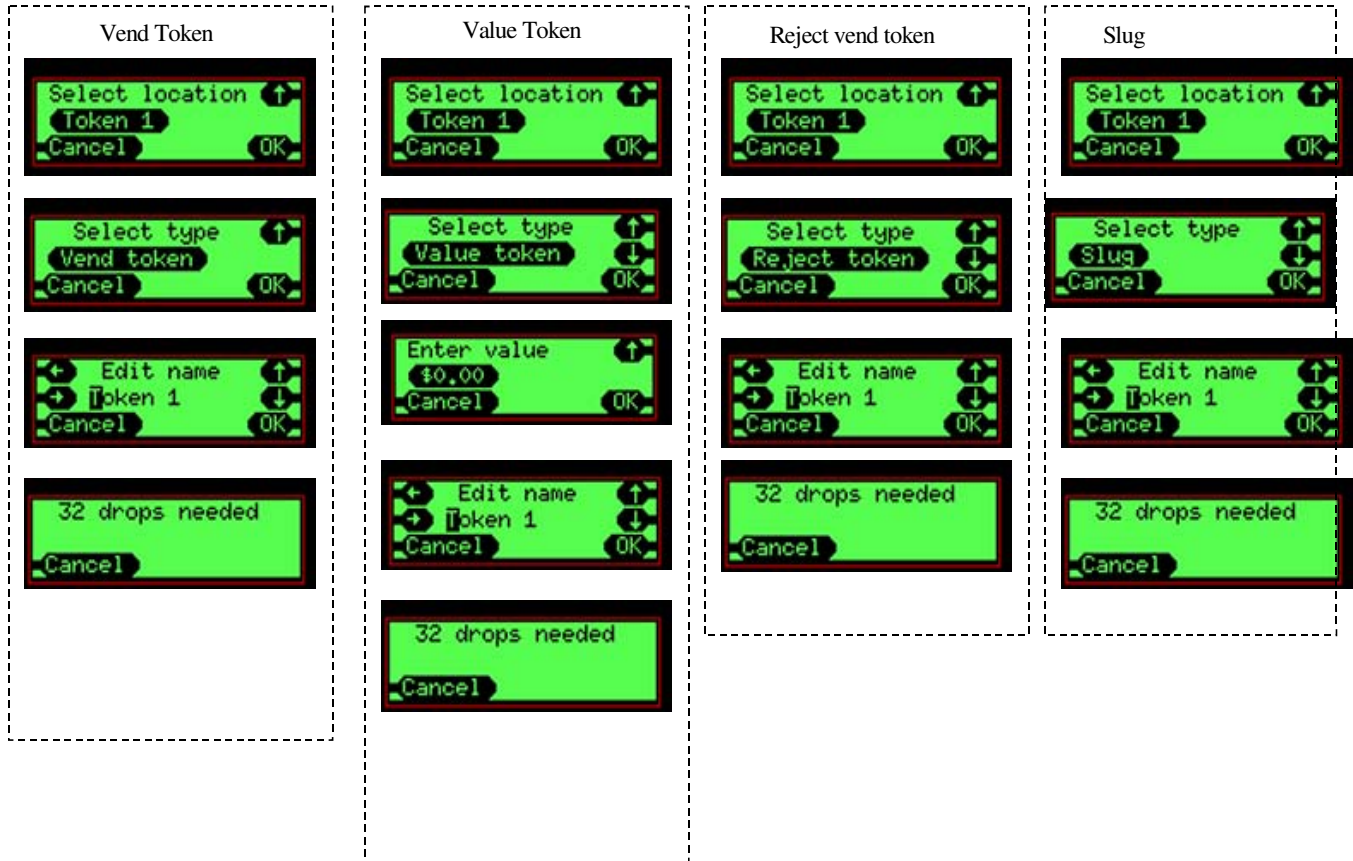 Vend Token
Select location ↑
Token 1
Cancel OK
Select type ↑
Vend token
Cancel OK
← Edit name ↑
→ Token 1 ↓
Cancel OK
32 drops needed
Cancel
Value Token
Select location ↑
Token 1
Cancel OK
Select type ↑
Value token ↓
Cancel OK
Enter value ↑
$0.00
Cancel OK
← Edit name ↑
→ Token 1 ↓
Cancel OK
32 drops needed
Cancel
Reject vend token
Select location ↑
Token 1
Cancel OK
Select type ↑
Reject token ↓
Cancel OK
← Edit name ↑
→ Token 1 ↓
Cancel OK
32 drops needed
Cancel
Slug
Select location ↑
Token 1
Cancel OK
Select type ↑
Slug ↓
Cancel OK
← Edit name ↑
→ Token 1 ↓
Cancel OK
32 drops needed
Cancel